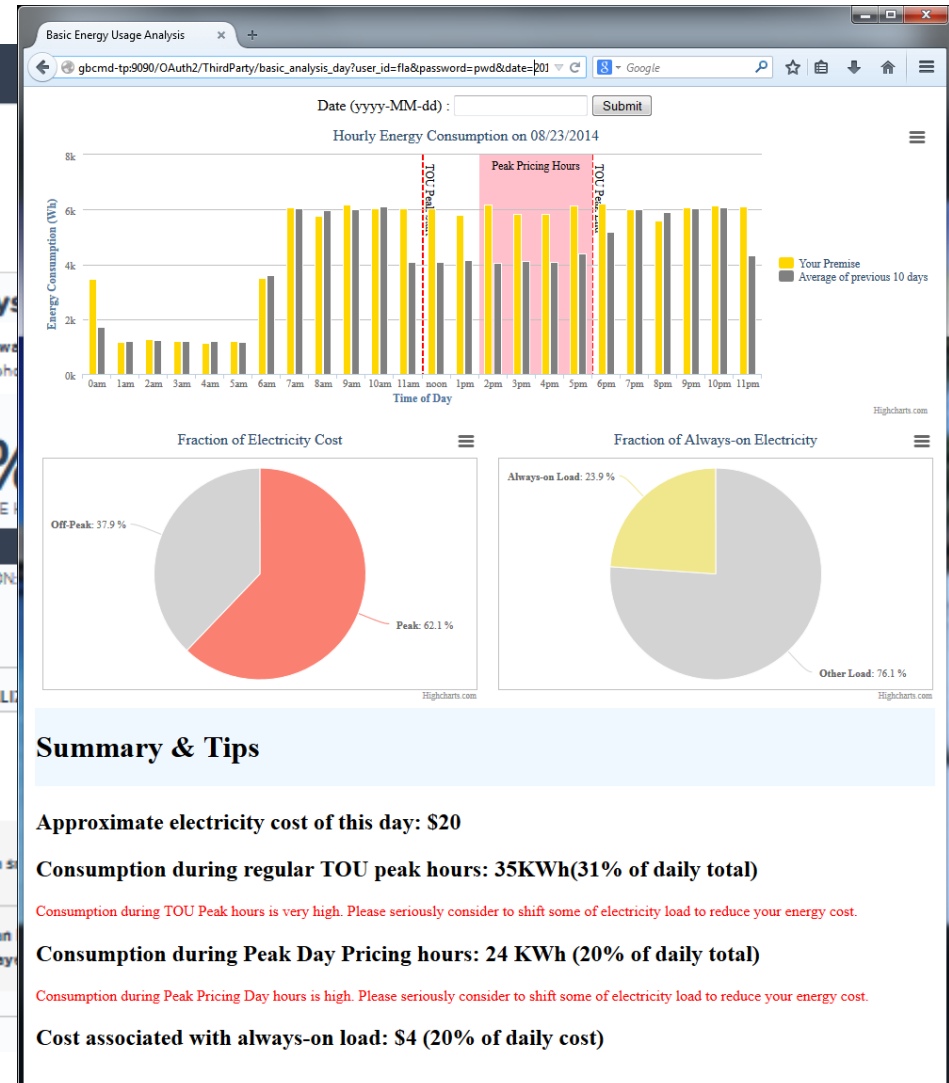 Basic Energy Usage Analysis
gbcmd-tp:9090/OAuth2/ThirdParty/basic_analysis_day?user_id=fla&password=pwd&date=201
Google
Date (yyyy-MM-dd) :
Submit
Hourly Energy Consumption on 08/23/2014
Energy Consumption (Wh)
8k
6k
4k
2k
0k
TOU Peak
Peak Pricing Hours
TOU Peak End
0am 1am 2am 3am 4am 5am 6am 7am 8am 9am 10am 11am noon 1pm 2pm 3pm 4pm 5pm 6pm 7pm 8pm 9pm 10pm 11pm
Time of Day
Your Premise
Average of previous 10 days
Highcharts.com
Fraction of Electricity Cost
Off-Peak: 37.9 %
Peak: 62.1 %
Highcharts.com
Fraction of Always-on Electricity
Always-on Load: 23.9 %
Other Load: 76.1 %
Highcharts.com
Summary & Tips
Approximate electricity cost of this day: $20
Consumption during regular TOU peak hours: 35KWh(31% of daily total)
Consumption during TOU Peak hours is very high. Please seriously consider to shift some of electricity load to reduce your energy cost.
Consumption during Peak Day Pricing hours: 24 KWh (20% of daily total)
Consumption during Peak Pricing Day hours is high. Please seriously consider to shift some of electricity load to reduce your energy cost.
Cost associated with always-on load: $4 (20% of daily cost)